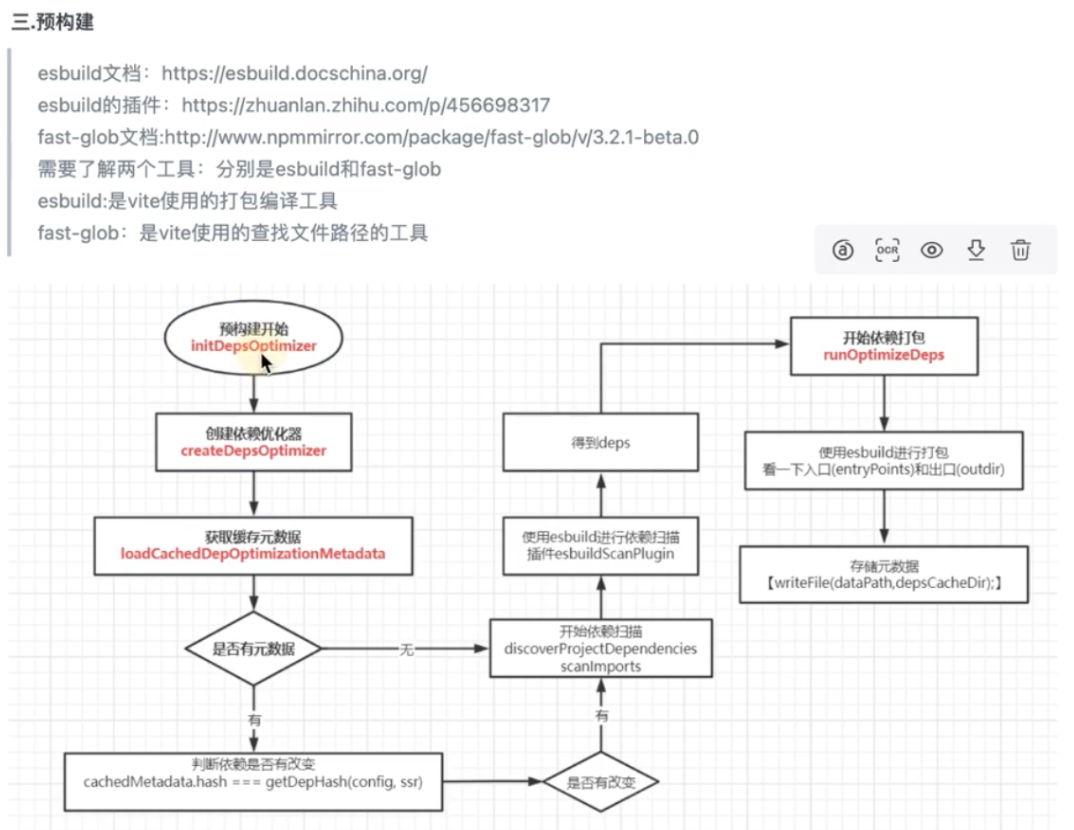 三.预构建
esbuild文档：https://esbuild.docschina.org/
esbuild的插件：https://zhuanlan.zhihu.com/p/456698317
fast-glob文档:http://www.npmmirror.com/package/fast-glob/v/3.2.1-beta.0
需要了解两个工具：分别是esbuild和fast-glob
esbuild:是vite使用的打包编译工具
fast-glob：是vite使用的查找文件路径的工具
OCR
预构建开始
initDepsOptimizer
创建依赖优化器
createDepsOptimizer
获取缓存元数据
loadCachedDepOptimizationMetadata
是否有元数据
无
有
判断依赖是否有改变
cachedMetadata.hash === getDepHash(config, ssr)
是否有改变
有
开始依赖扫描
discoverProjectDependencies
scanImports
使用esbuild进行依赖扫描
插件esbuildScanPlugin
得到deps
开始依赖打包
runOptimizeDeps
使用esbuild进行打包
看一下入口(entryPoints)和出口(outdir)
存储元数据
【writeFile(dataPath,depsCacheDir);】